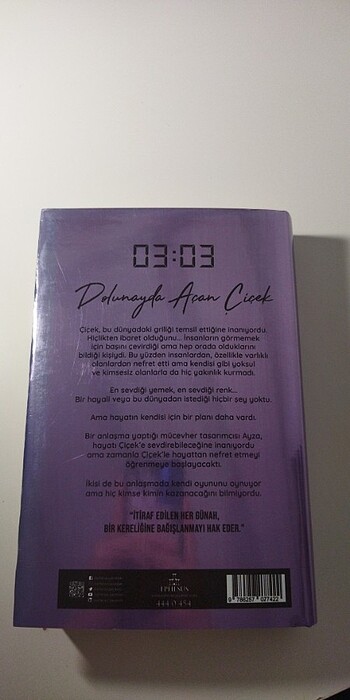 03:03
Dolunayda Açan Çiçek
Çiçek, bu dünyadaki griliği temsil ettiğine inanıyordu.
Hiçlikten ibaret olduğunu... İnsanların görmemek
için başını çevirdiği ama hep orada olduklarını
bildiği kişiydi. Bu yüzden insanlardan, özellikle varlıklı
olanlardan nefret etti ama kendisi gibi yoksul
ve kimsesiz olanlarla da hiç yakınlık kurmadı.
En sevdiği yemek, en sevdiği renk...
Bir hayali veya bu dünyadan istediği hiçbir şey yoktu.
Ama hayatın kendisi için bir planı daha vardı.
Bir anlaşma yaptığı mücevher tasarımcısı Ayza,
hayatı Çiçek'e sevdirebileceğine inanıyordu
ama zamanla Çiçek'le hayattan nefret etmeyi
öğrenmeye başlayacaktı.
İkisi de bu anlaşmada kendi oyununu oynuyor
ama hiç kimse kimin kazanacağını bilmiyordu.
"İTİRAF EDİLEN HER GÜNAH,
BİR KERELİĞİNE BAĞIŞLANMAYI HAK EDER."
EPHESUS
444 0 454